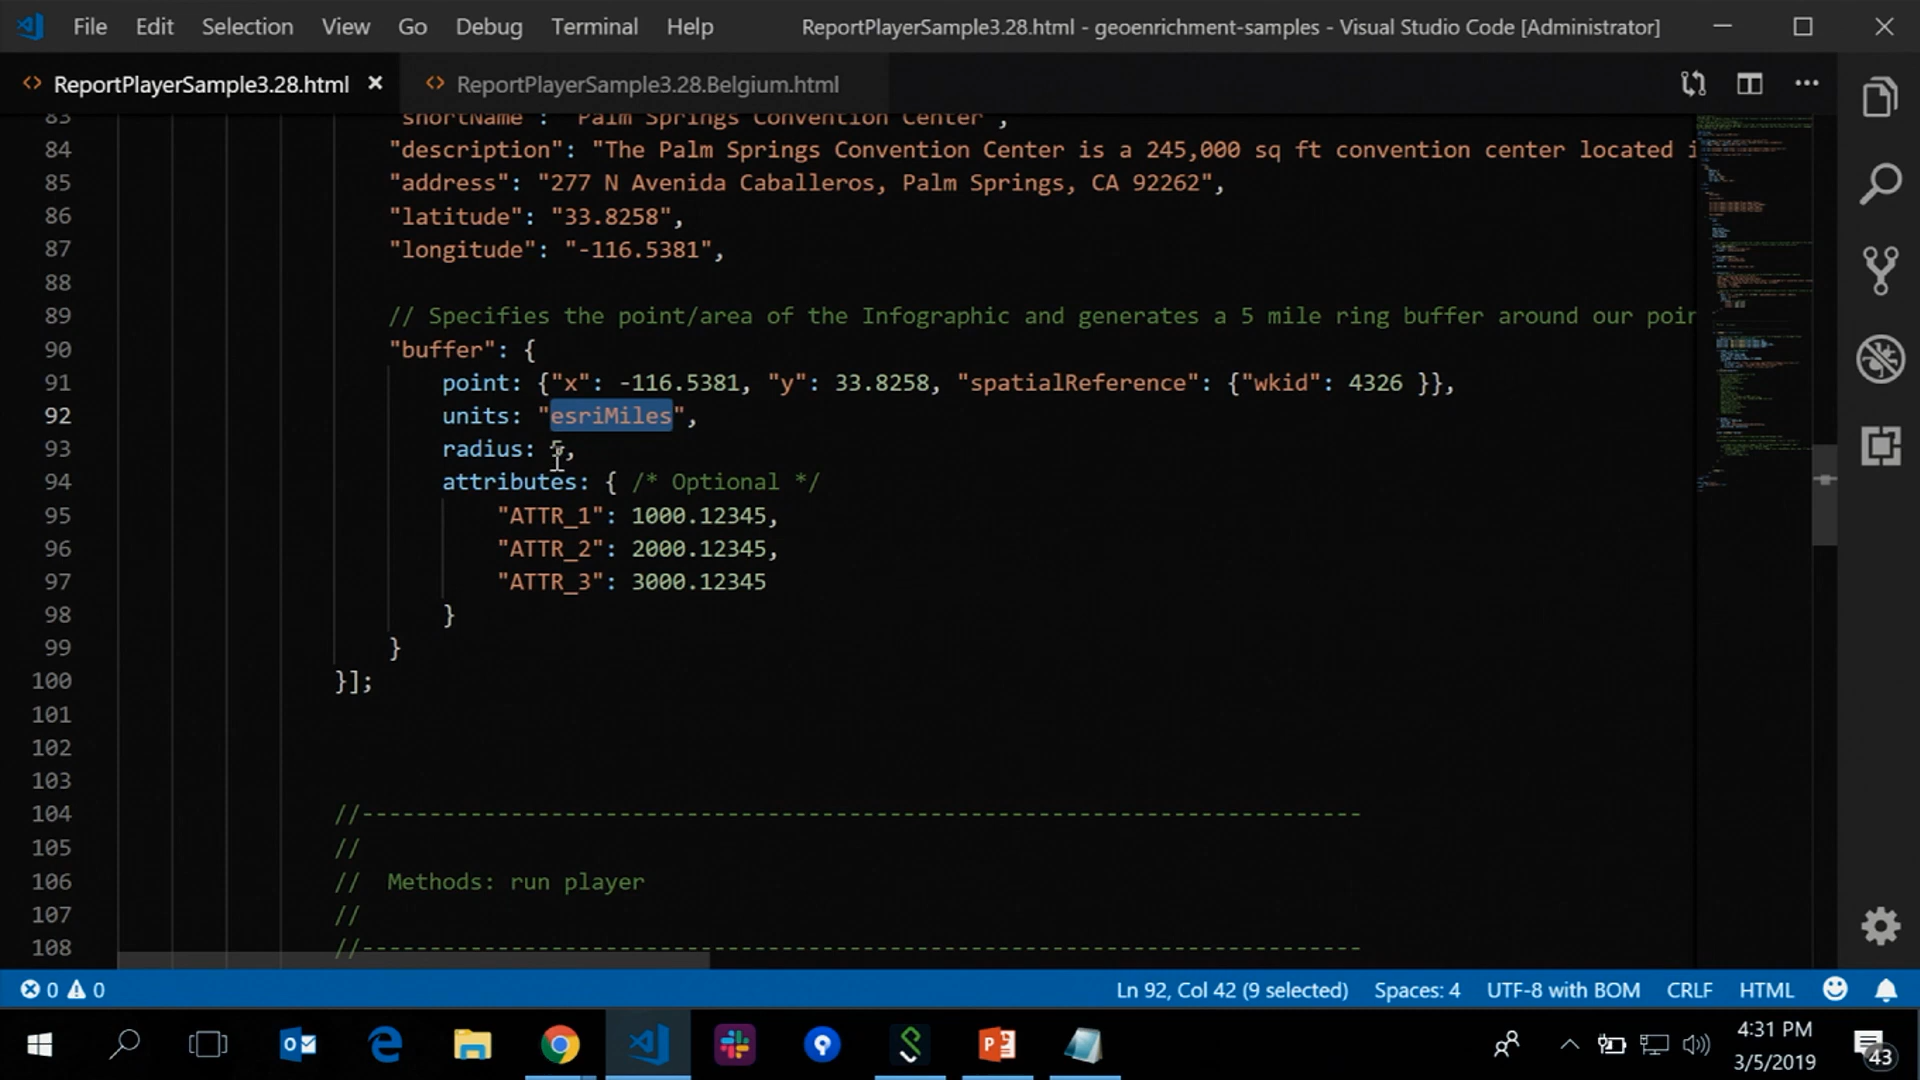 File Edit Selection View Go Debug Terminal Help ReportPlayerSample3.28.html - geoenrichment-samples - Visual Studio Code [Administrator]
ReportPlayerSample3.28.html ReportPlayerSample3.28.Belgium.html
83 "shortName": "Palm Springs Convention Center",
84 "description": "The Palm Springs Convention Center is a 245,000 sq ft convention center located i
85 "address": "277 N Avenida Caballeros, Palm Springs, CA 92262",
86 "latitude": "33.8258",
87 "longitude": "-116.5381",
88
89 // Specifies the point/area of the Infographic and generates a 5 mile ring buffer around our poin
90 "buffer": {
91 point: {"x": -116.5381, "y": 33.8258, "spatialReference": {"wkid": 4326 }},
92 units: "esriMiles",
93 radius: ,
94 attributes: { /* Optional */
95 "ATTR_1": 1000.12345,
96 "ATTR_2": 2000.12345,
97 "ATTR_3": 3000.12345
98 }
99 }
100 }];
101
102
103
104 //--------------------------------------------------------------------------
105 //
106 // Methods: run player
107 //
108 //--------------------------------------------------------------------------
0 0 Ln 92, Col 42 (9 selected) Spaces: 4 UTF-8 with BOM CRLF HTML
4:31 PM
3/5/2019
43